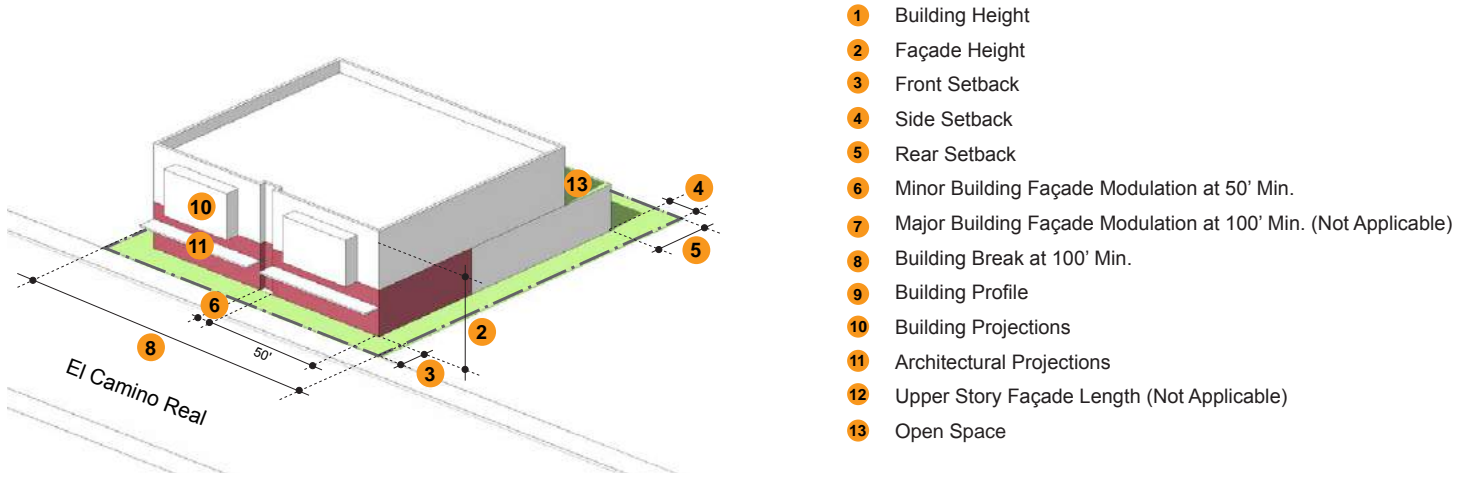 13
4
10
11
5
6
2
8
50’
3
El Camino Real
1 Building Height
2 Façade Height
3 Front Setback
4 Side Setback
5 Rear Setback
6 Minor Building Façade Modulation at 50’ Min.
7 Major Building Façade Modulation at 100’ Min. (Not Applicable)
8 Building Break at 100’ Min.
9 Building Profile
10 Building Projections
11 Architectural Projections
12 Upper Story Façade Length (Not Applicable)
13 Open Space